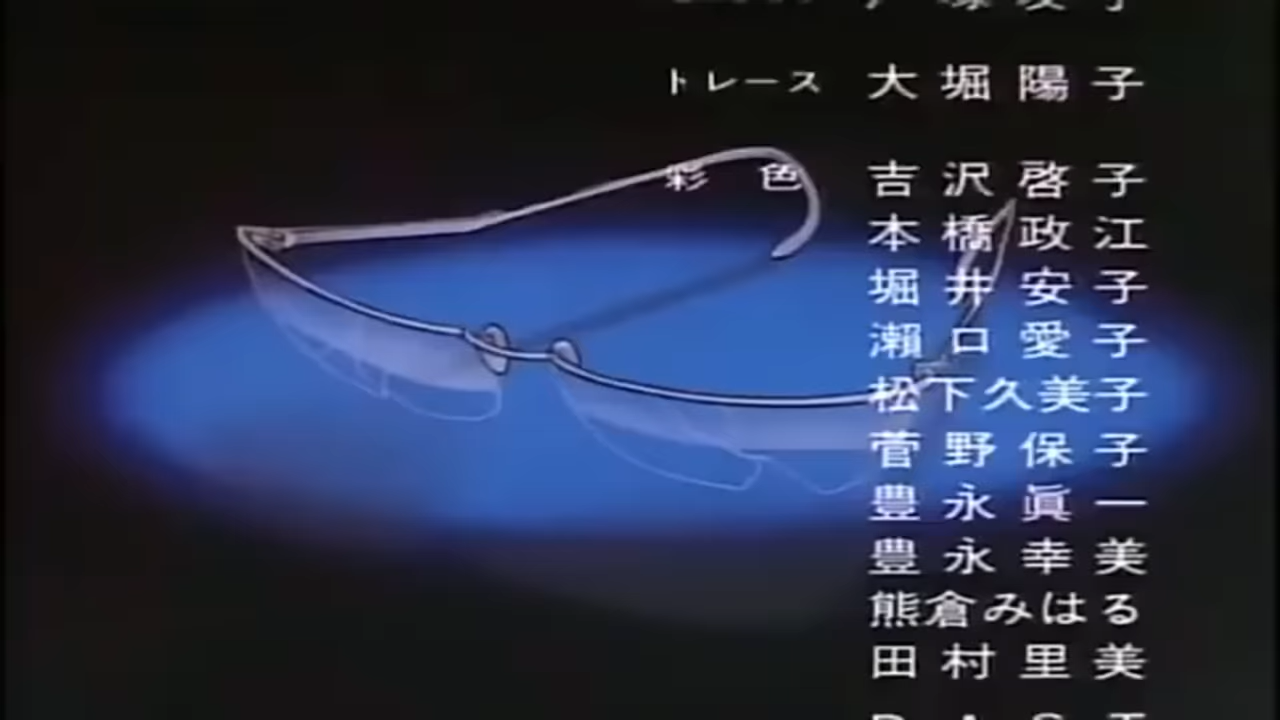 トレース 大堀陽子
彩色 吉沢啓子
本橋政江
堀井安子
瀬口愛子
松下久美子
菅野保子
豊永眞一
豊永幸美
熊倉みはる
田村里美